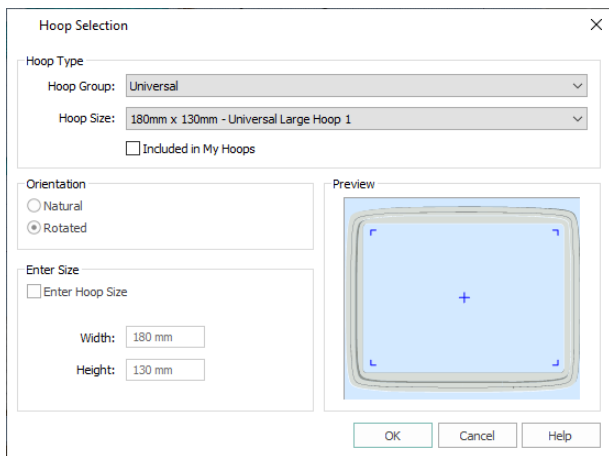 Hoop Selection
Hoop Type
Hoop Group: Universal
Hoop Size: 180mm x 130mm - Universal Large Hoop 1
Included in My Hoops
Orientation
Natural
Rotated
Enter Size
Enter Hoop Size
Width: 180 mm
Height: 130 mm
Preview
OK Cancel Help